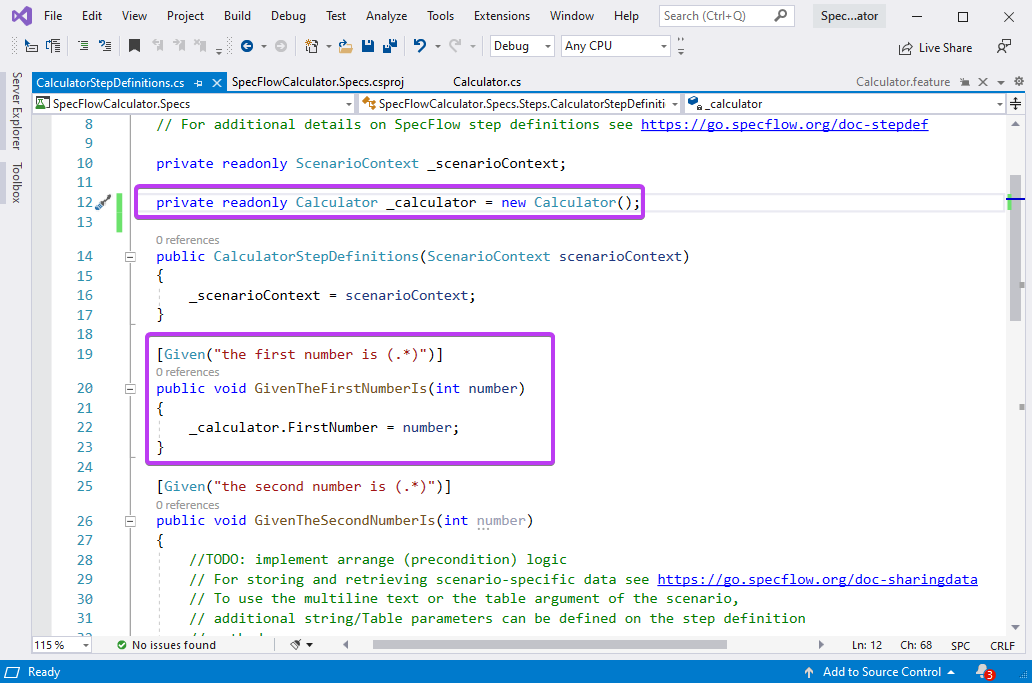 File Edit View Project Build Debug Test Analyze Tools Extensions Window Help Search (Ctrl+Q) Spec...ator
Debug Any CPU Live Share
CalculatorStepDefinitions.cs SpecFlowCalculator.Specs.csproj Calculator.cs Calculator.feature
SpecFlowCalculator.Specs SpecFlowCalculator.Specs.Steps.CalculatorStepDefiniti _calculator
Server Explorer
Toolbox
8 // For additional details on SpecFlow step definitions see https://go.specflow.org/doc-stepdef
9
10 private readonly ScenarioContext _scenarioContext;
11
12 private readonly Calculator _calculator = new Calculator();
13
0 references
14 public CalculatorStepDefinitions(ScenarioContext scenarioContext)
15 {
16 _scenarioContext = scenarioContext;
17 }
18
19 [Given("the first number is (.*)")]
0 references
20 public void GivenTheFirstNumberIs(int number)
21 {
22 _calculator.FirstNumber = number;
23 }
24
25 [Given("the second number is (.*)")]
0 references
26 public void GivenTheSecondNumberIs(int number)
27 {
28 //TODO: implement arrange (precondition) logic
29 // For storing and retrieving scenario-specific data see https://go.specflow.org/doc-sharingdata
30 // To use the multiline text or the table argument of the scenario,
31 // additional string/Table parameters can be defined on the step definition
115 % No issues found Ln: 12 Ch: 68 SPC CRLF
Ready Add to Source Control 3